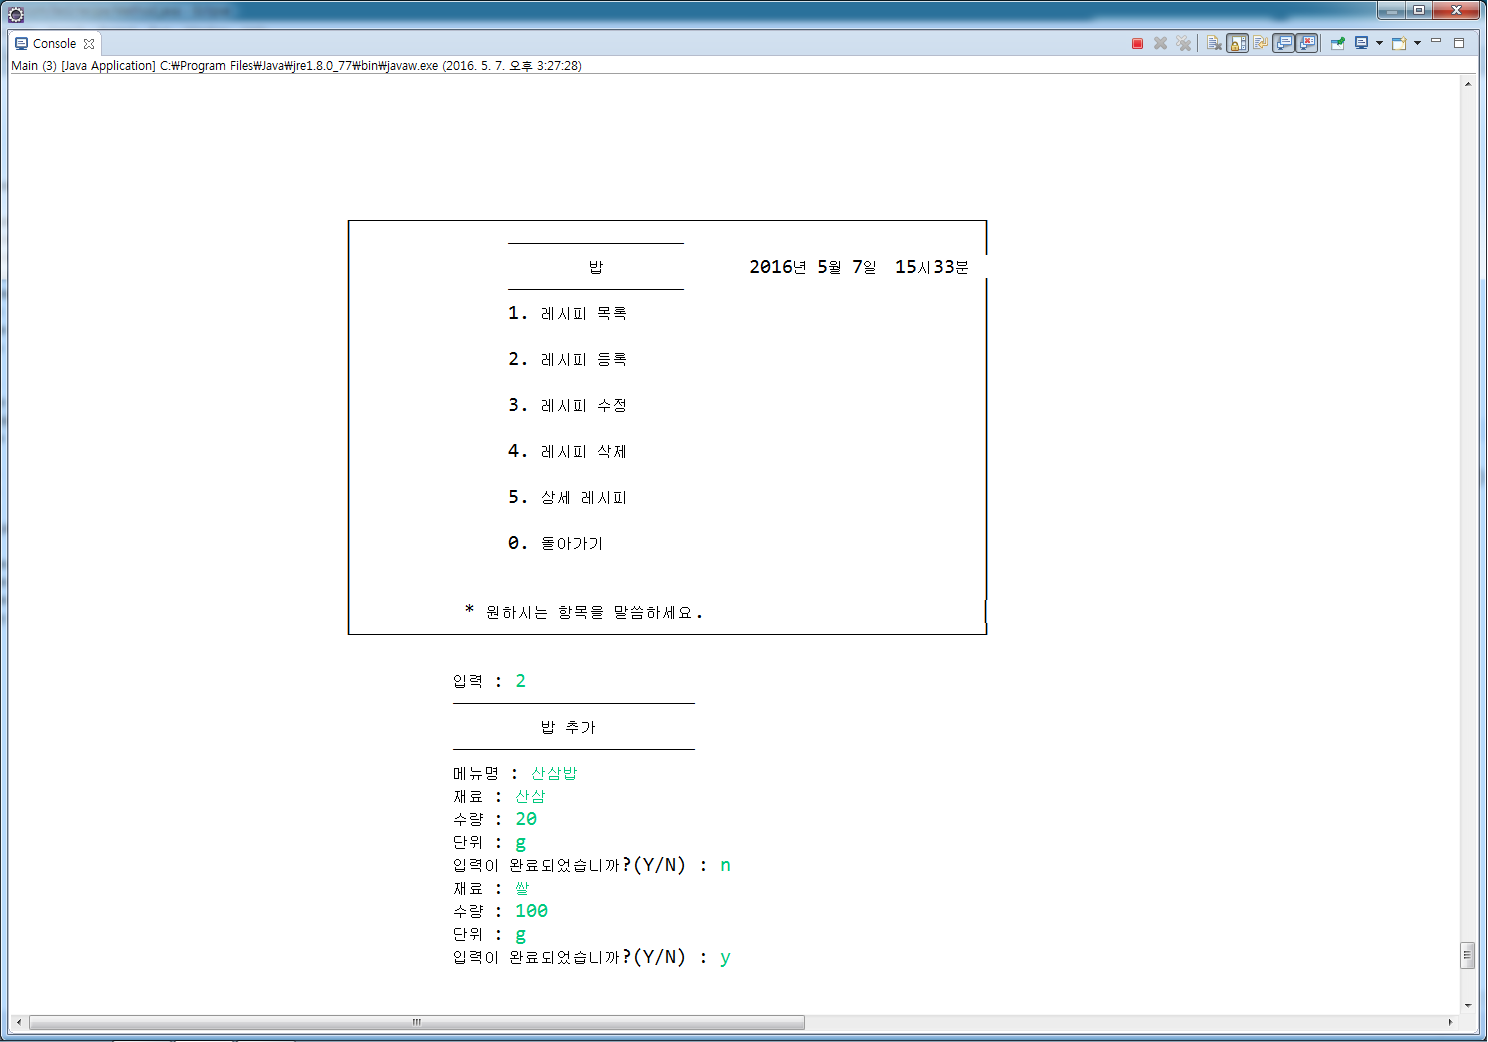 Console
Main (3) [Java Application] C:₩Program Files₩Java₩jre1.8.0_77₩bin₩javaw.exe (2016. 5. 7. 오후 3:27:28)
밥 2016년 5월 7일 15시33분
1. 레시피 목록
2. 레시피 등록
3. 레시피 수정
4. 레시피 삭제
5. 상세 레시피
0. 돌아가기
* 원하시는 항목을 말씀하세요.
입력 : 2
밥 추가
메뉴명 : 산삼밥
재료 : 산삼
수량 : 20
단위 : g
입력이 완료되었습니까?(Y/N) : n
재료 : 쌀
수량 : 100
단위 : g
입력이 완료되었습니까?(Y/N) : y